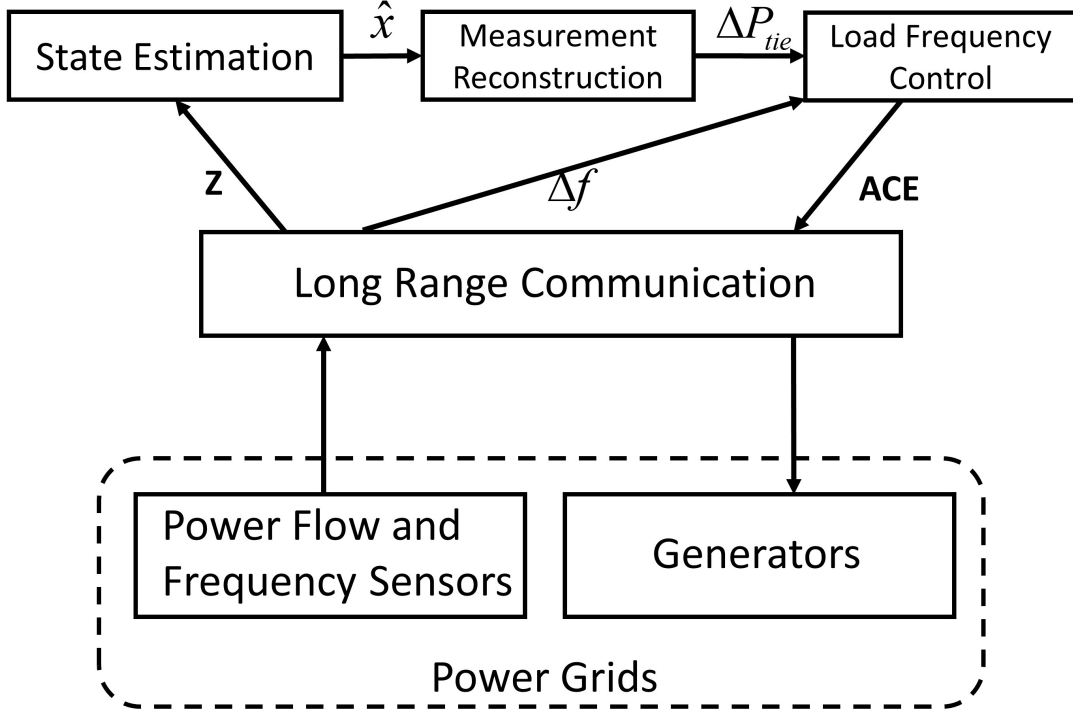 State Estimation
x̂
Measurement
Reconstruction
ΔP_tie
Load Frequency
Control
Z
Δf
ACE
Long Range Communication
Power Flow and
Frequency Sensors
Generators
Power Grids